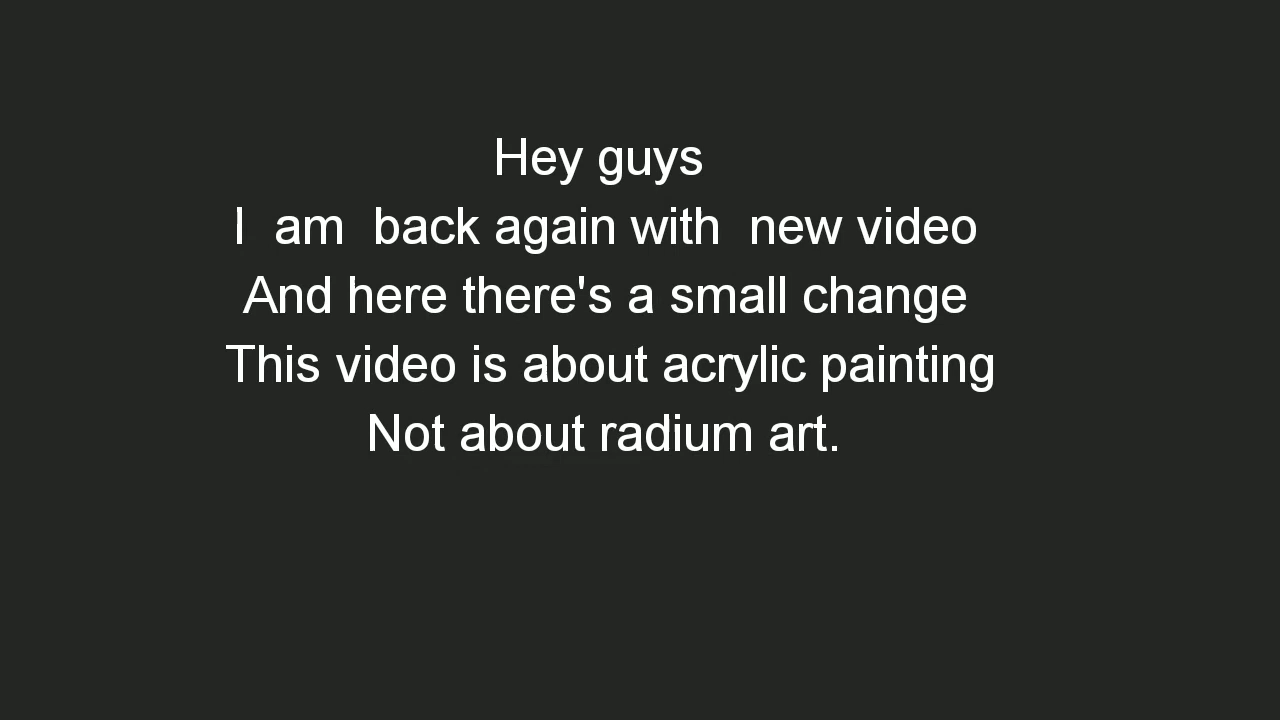 Hey guys
I am back again with new video
And here there's a small change
This video is about acrylic painting
Not about radium art.